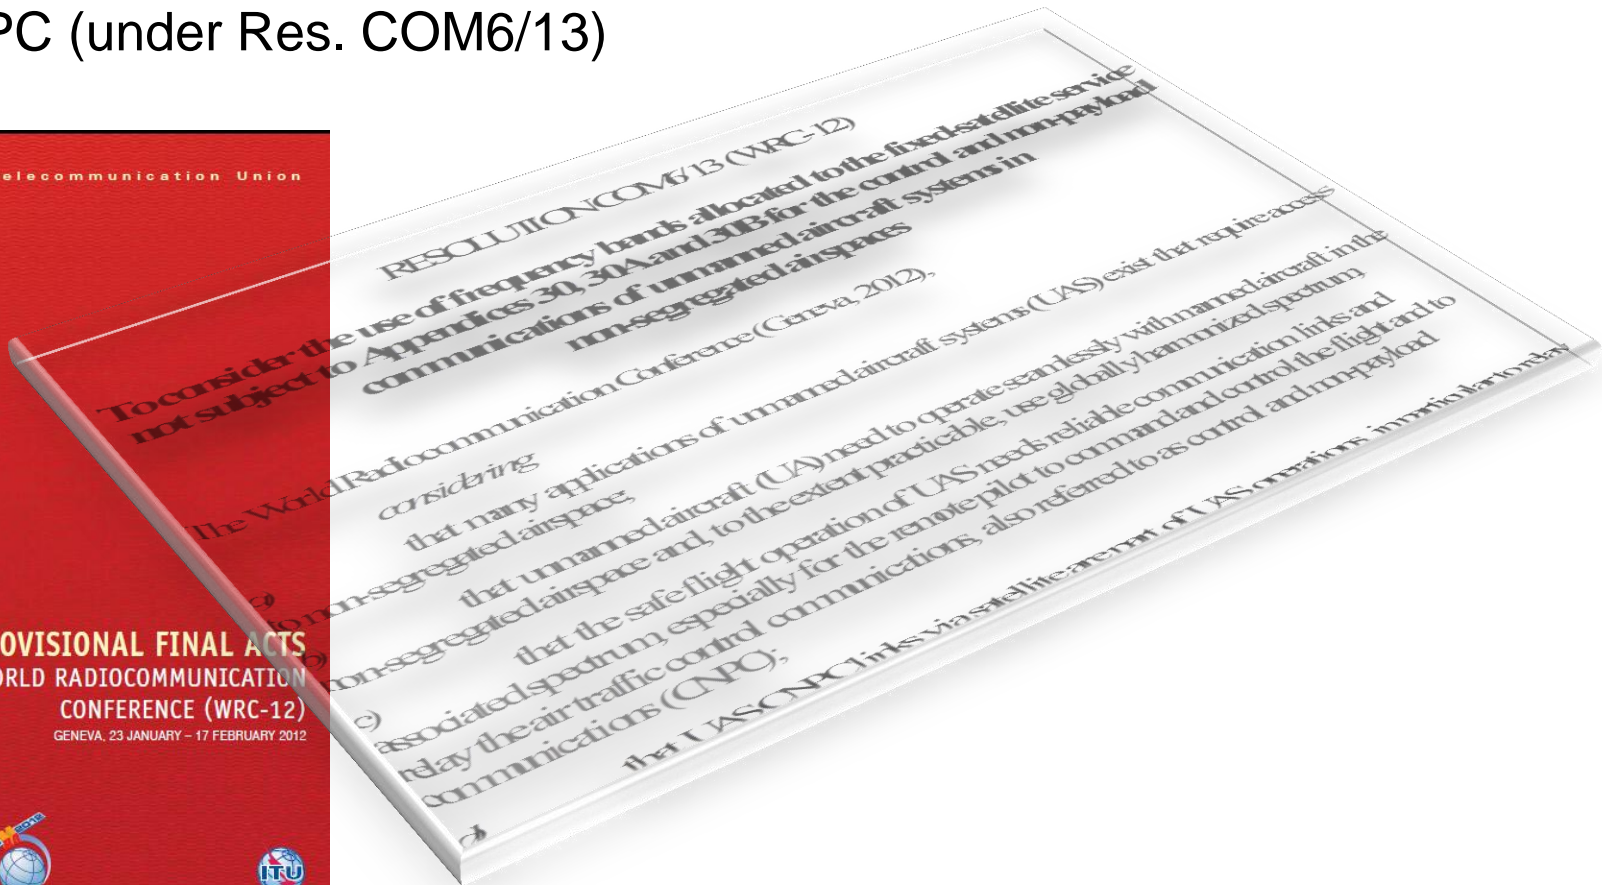 PC (under Res. COM6/13)
elecommunication Union
RESOLUTION COM6/13 (WRC-12)
To consider the use of frequency bands allocated to the fixed-satellite service
not subject to Appendices 30, 30A and 30B for the control and non-payload
communications of unmanned aircraft systems in
non-segregated airspaces
The World Radiocommunication Conference (Geneva, 2012),
considering
a) that many applications of unmanned aircraft systems (UAS) exist that require access
to non-segregated airspace;
b) that unmanned aircraft (UA) need to operate seamlessly with manned aircraft in the
non-segregated airspace and, to the extent practicable, use globally harmonized spectrum;
c) that the safe flight operation of UAS needs reliable communication links and
associated spectrum, especially for the remote pilot to command and control the flight and to
relay the air traffic control communications, also referred to as control and non-payload
communications (CNPC);
d) that UAS CNPC links via satellite are part of UAS operations, in particular to relay
OVISIONAL FINAL ACTS
ORLD RADIOCOMMUNICATION
CONFERENCE (WRC-12)
GENEVA, 23 JANUARY – 17 FEBRUARY 2012
2012
ITU